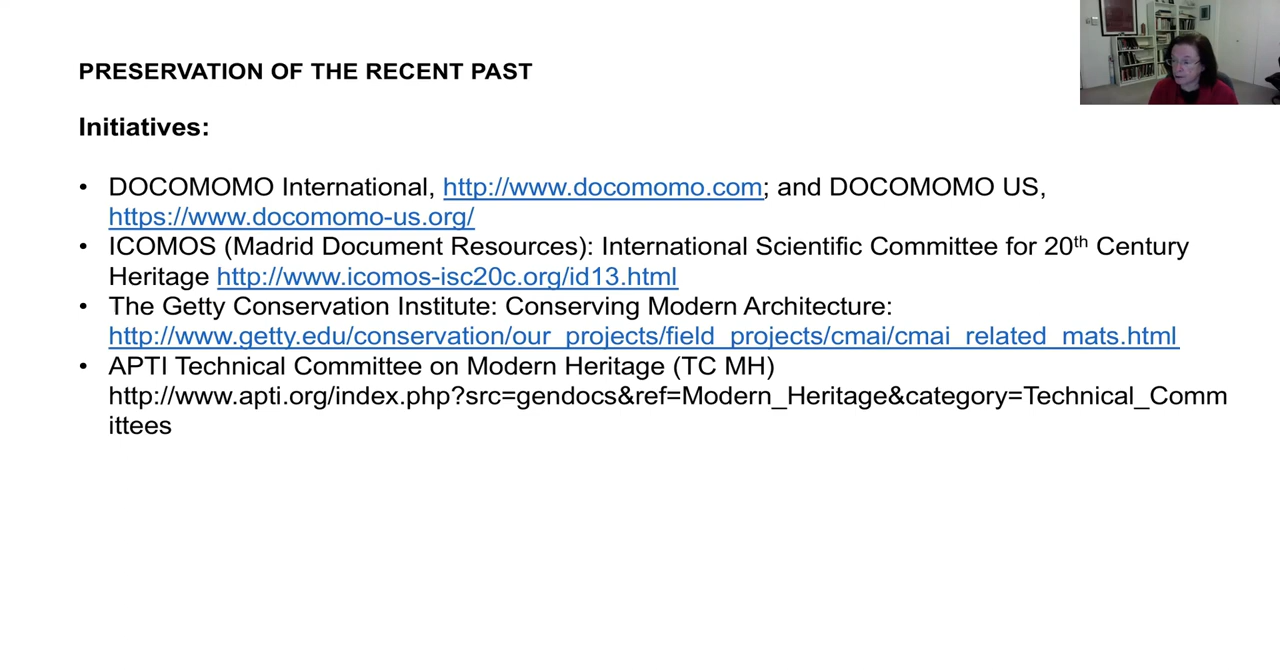 PRESERVATION OF THE RECENT PAST
Initiatives:
• DOCOMOMO International, http://www.docomomo.com; and DOCOMOMO US,
https://www.docomomo-us.org/
• ICOMOS (Madrid Document Resources): International Scientific Committee for 20th Century
Heritage http://www.icomos-isc20c.org/id13.html
• The Getty Conservation Institute: Conserving Modern Architecture:
http://www.getty.edu/conservation/our_projects/field_projects/cmai/cmai_related_mats.html
• APTI Technical Committee on Modern Heritage (TC MH)
http://www.apti.org/index.php?src=gendocs&ref=Modern_Heritage&category=Technical_Comm
ittees